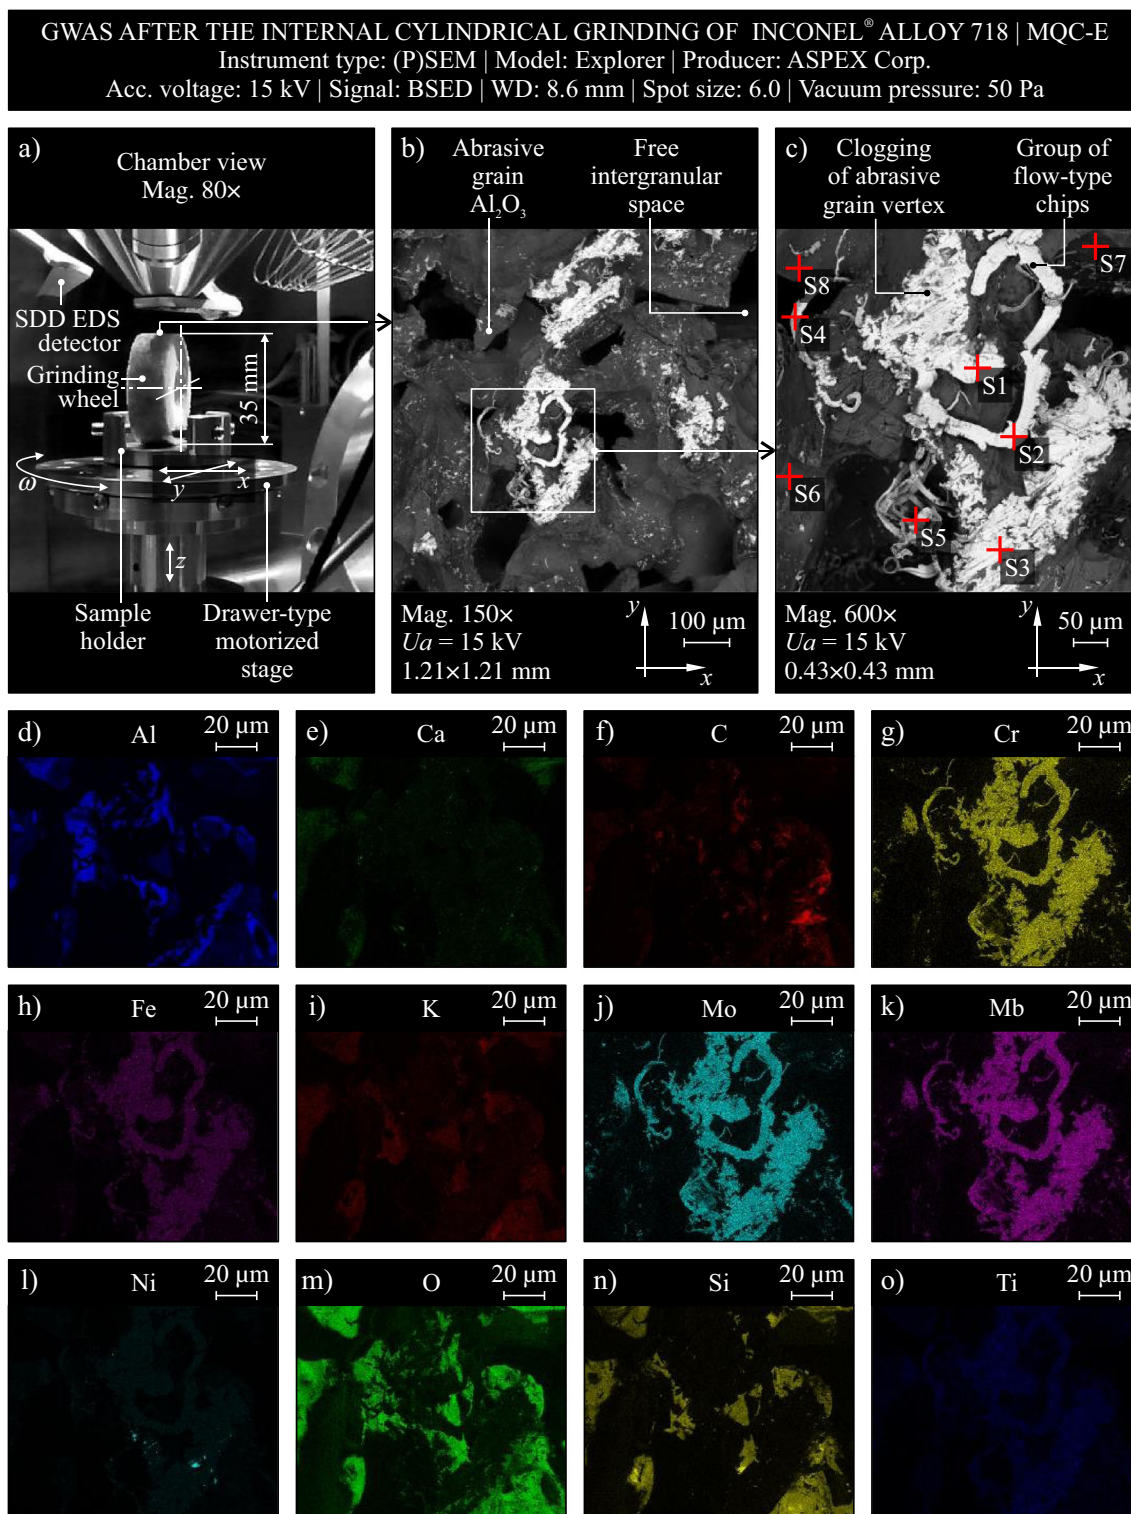 GWAS AFTER THE INTERNAL CYLINDRICAL GRINDING OF INCONEL® ALLOY 718 | MQC-E
Instrument type: (P)SEM | Model: Explorer | Producer: ASPEX Corp.
Acc. voltage: 15 kV | Signal: BSED | WD: 8.6 mm | Spot size: 6.0 | Vacuum pressure: 50 Pa
a)
Chamber view
Mag. 80×
SDD EDS
detector
Grinding
wheel
35 mm
ω
y
x
z
Sample
holder
Drawer-type
motorized
stage
b)
Abrasive
grain
Al₂O₃
Free
intergranular
space
Mag. 150×
Ua = 15 kV
1.21×1.21 mm
y
x
100 µm
c)
Clogging
of abrasive
grain vertex
Group of
flow-type
chips
S7
S8
S4
S1
S2
S6
S5
S3
Mag. 600×
Ua = 15 kV
0.43×0.43 mm
y
x
50 µm
d)
Al
20 µm
e)
Ca
20 µm
f)
C
20 µm
g)
Cr
20 µm
h)
Fe
20 µm
i)
K
20 µm
j)
Mo
20 µm
k)
Mb
20 µm
l)
Ni
20 µm
m)
O
20 µm
n)
Si
20 µm
o)
Ti
20 µm